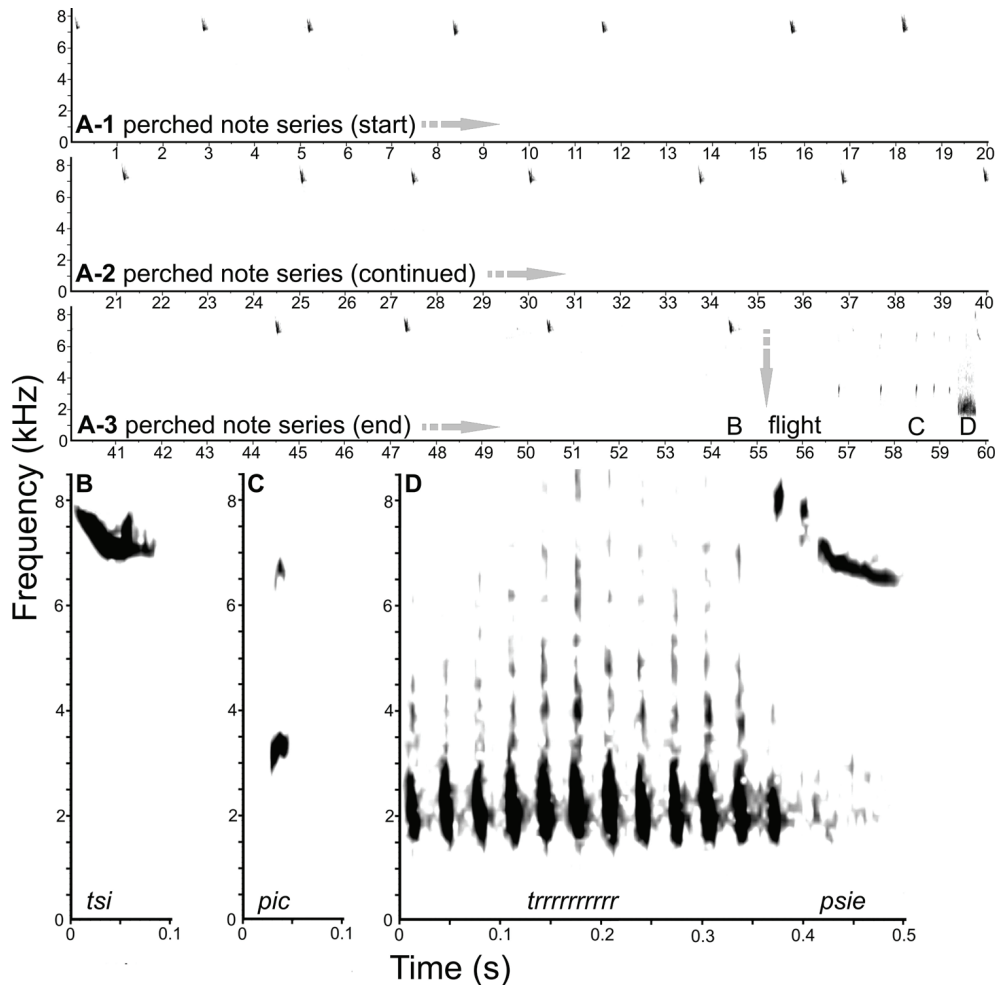 8
6
4
2
0
A-1 perched note series (start)
1 2 3 4 5 6 7 8 9 10 11 12 13 14 15 16 17 18 19 20
8
6
4
2
0
A-2 perched note series (continued)
21 22 23 24 25 26 27 28 29 30 31 32 33 34 35 36 37 38 39 40
8
6
4
2
0
A-3 perched note series (end) B flight C D
41 42 43 44 45 46 47 48 49 50 51 52 53 54 55 56 57 58 59 60
Frequency (kHz)
B
8
6
4
2
0
tsi
0 0.1
C
8
6
4
2
0
pic
0 0.1
D
8
6
4
2
0
trrrrrrrrrrr psie
0 0.1 0.2 0.3 0.4 0.5
Time (s)